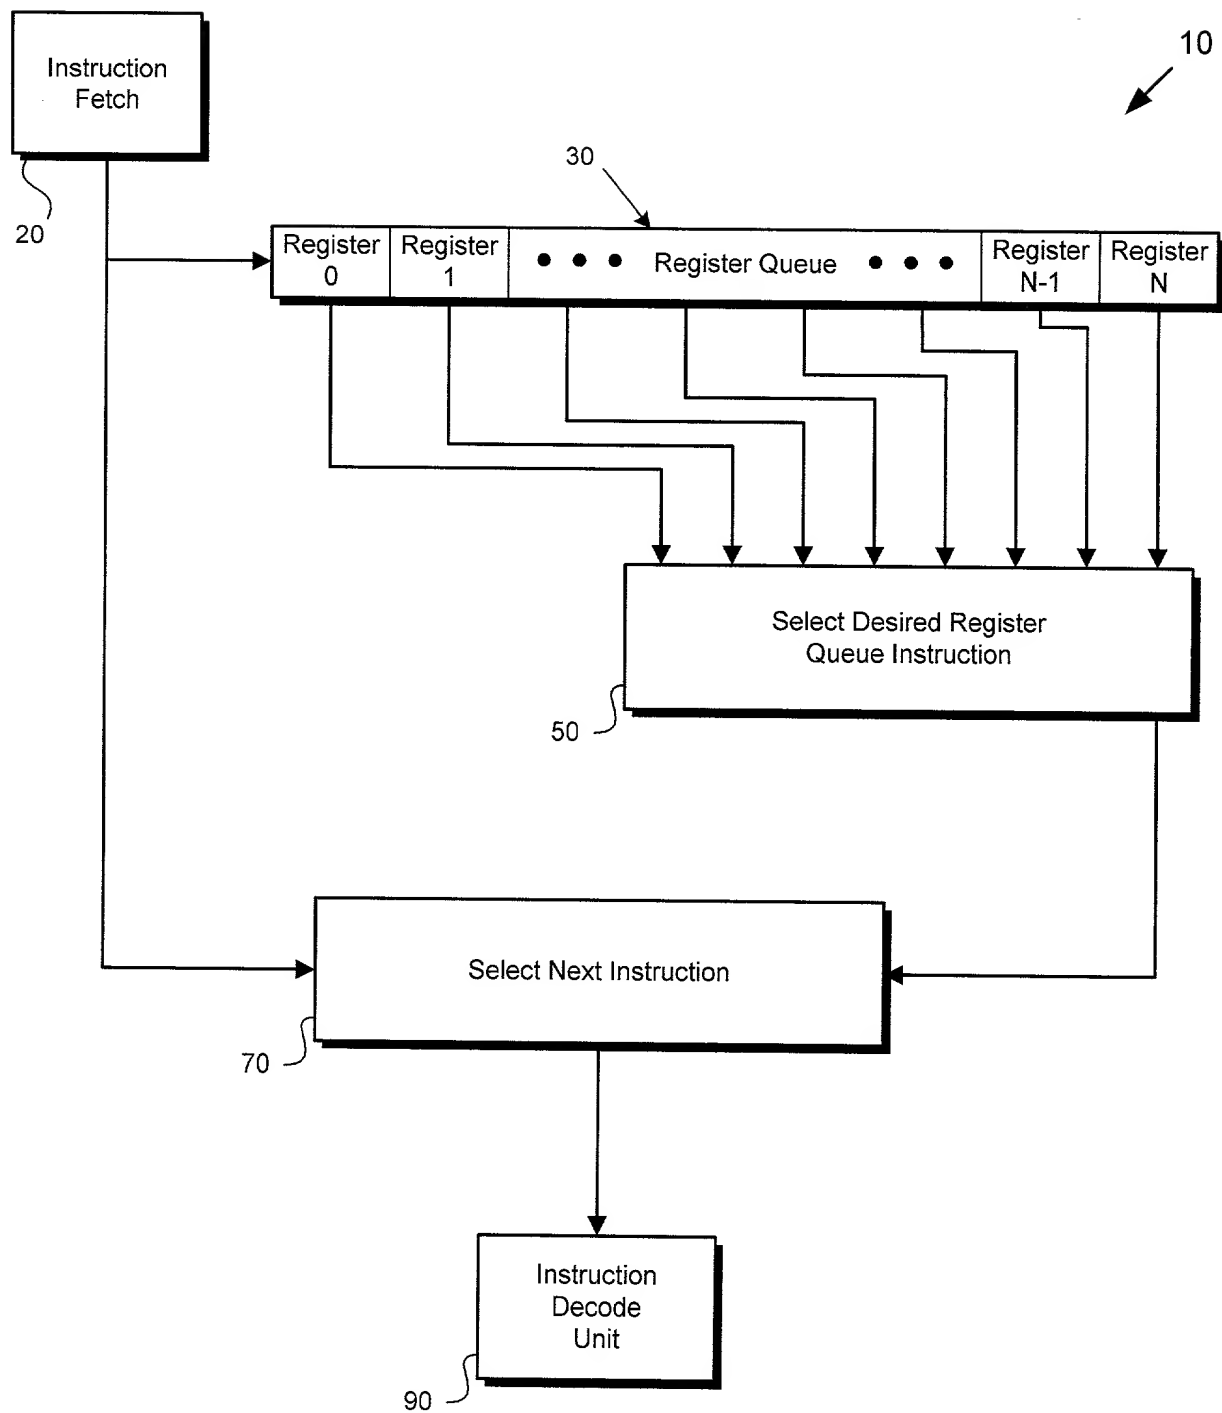 10
Instruction
Fetch
20
30
Register
0
Register
1
Register Queue
Register
N-1
Register
N
Select Desired Register
Queue Instruction
50
Select Next Instruction
70
Instruction
Decode
Unit
90